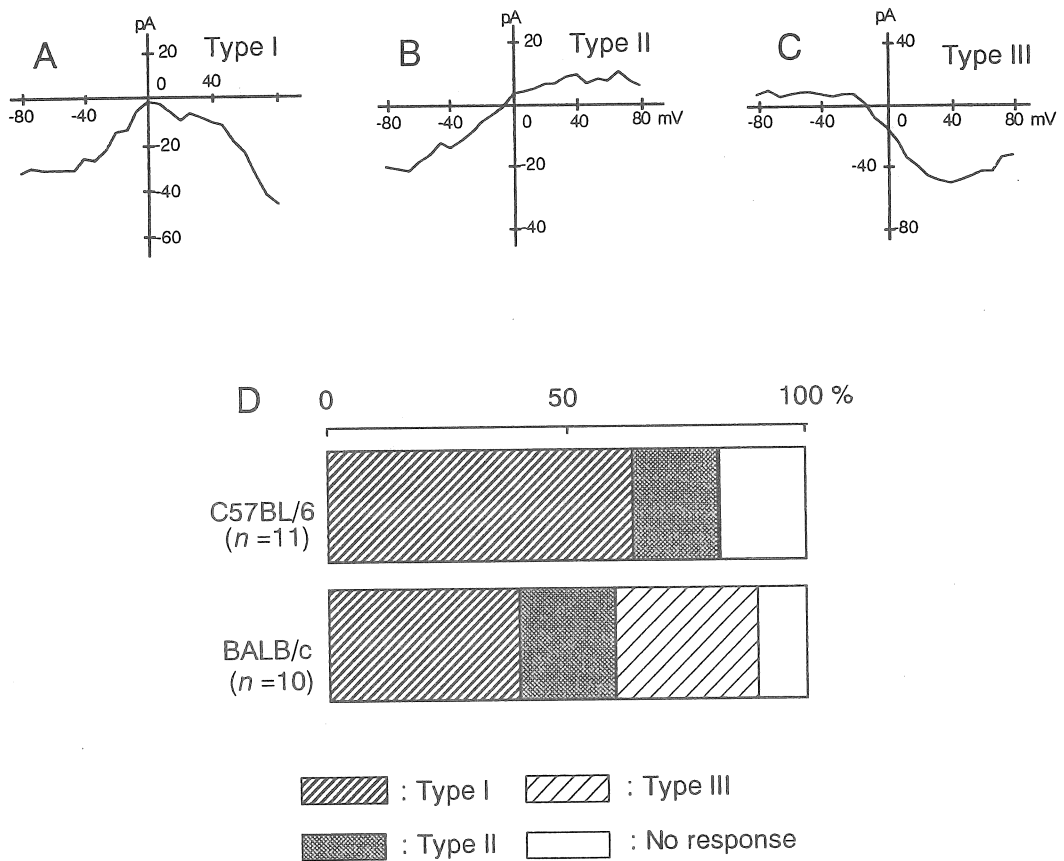 A
pA
Type I
20
0
40
-80
-40
-20
-40
-60
B
pA
Type II
20
-80
-40
0
40
80 mV
-20
-40
C
pA
Type III
40
-80
-40
0
40
80 mV
-40
-80
D
0
50
100 %
C57BL/6
(n =11)
BALB/c
(n =10)
: Type I
: Type III
: Type II
: No response